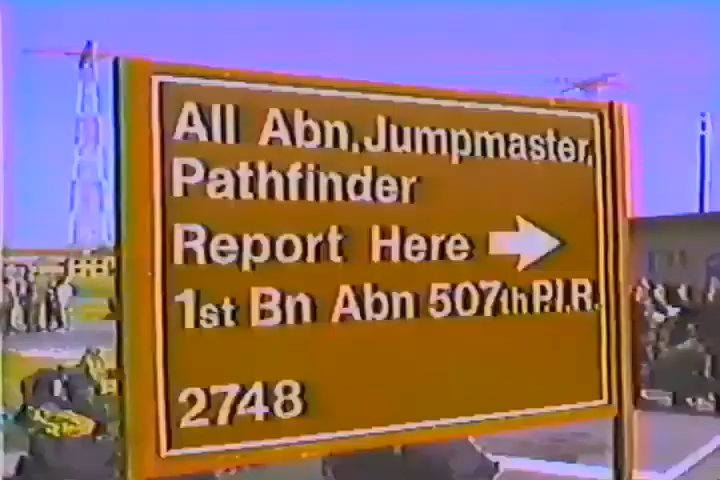 All Abn, Jumpmaster,
Pathfinder
Report Here
1st Bn Abn 507th P.I.R.
2748